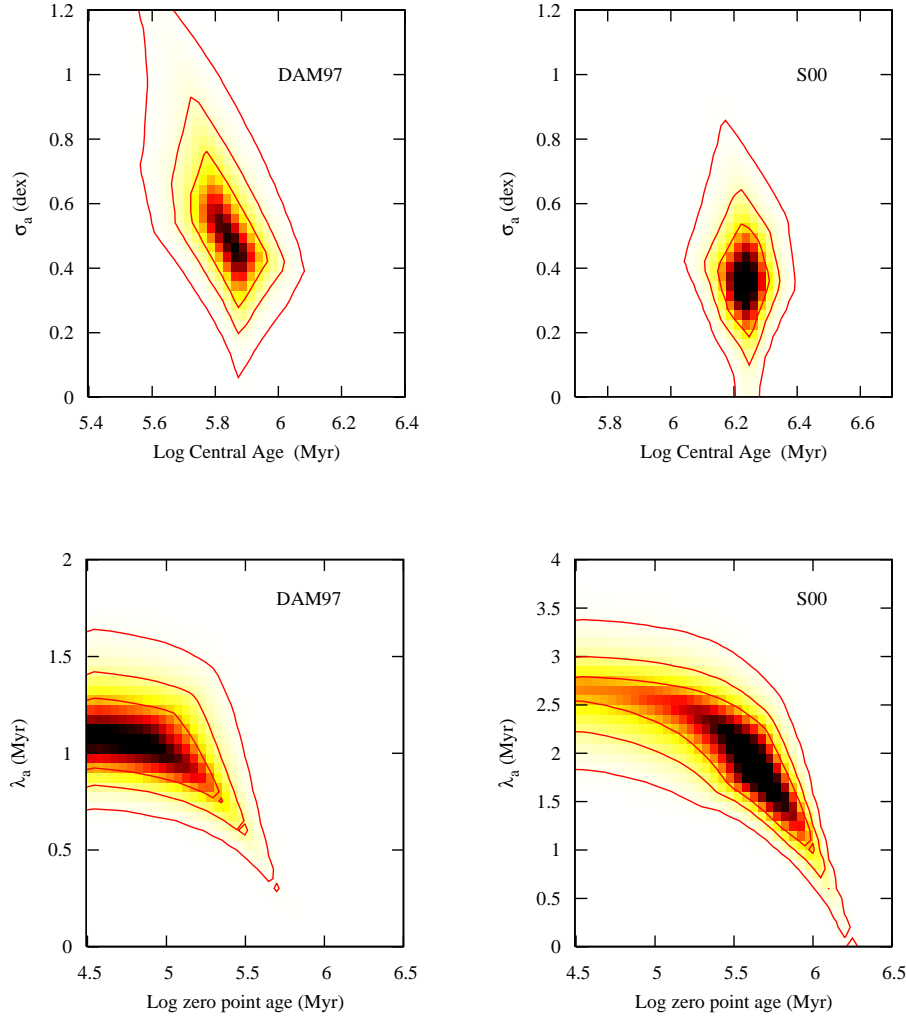 1.2
1
0.8
0.6
0.4
0.2
0
σ_a (dex)
DAM97
5.4 5.6 5.8 6 6.2 6.4
Log Central Age (Myr)
1.2
1
0.8
0.6
0.4
0.2
0
σ_a (dex)
S00
5.8 6 6.2 6.4 6.6
Log Central Age (Myr)
2
1.5
1
0.5
0
λ_a (Myr)
DAM97
4.5 5 5.5 6 6.5
Log zero point age (Myr)
4
3.5
3
2.5
2
1.5
1
0.5
0
λ_a (Myr)
S00
4.5 5 5.5 6 6.5
Log zero point age (Myr)